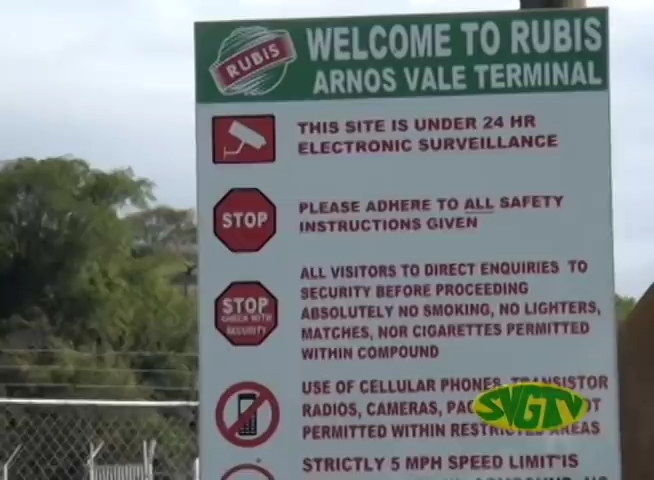 RUBIS
WELCOME TO RUBIS
ARNOS VALE TERMINAL
THIS SITE IS UNDER 24 HR
ELECTRONIC SURVEILLANCE
STOP
PLEASE ADHERE TO ALL SAFETY
INSTRUCTIONS GIVEN
STOP
CHECK WITH
SECURITY
ALL VISITORS TO DIRECT ENQUIRIES TO
SECURITY BEFORE PROCEEDING
ABSOLUTELY NO SMOKING, NO LIGHTERS,
MATCHES, NOR CIGARETTES PERMITTED
WITHIN COMPOUND
USE OF CELLULAR PHONES, TRANSISTOR
RADIOS, CAMERAS,
SVGTV
PERMITTED WITHIN RESTRICTED AREAS
STRICTLY 5 MPH SPEED LIMIT IS